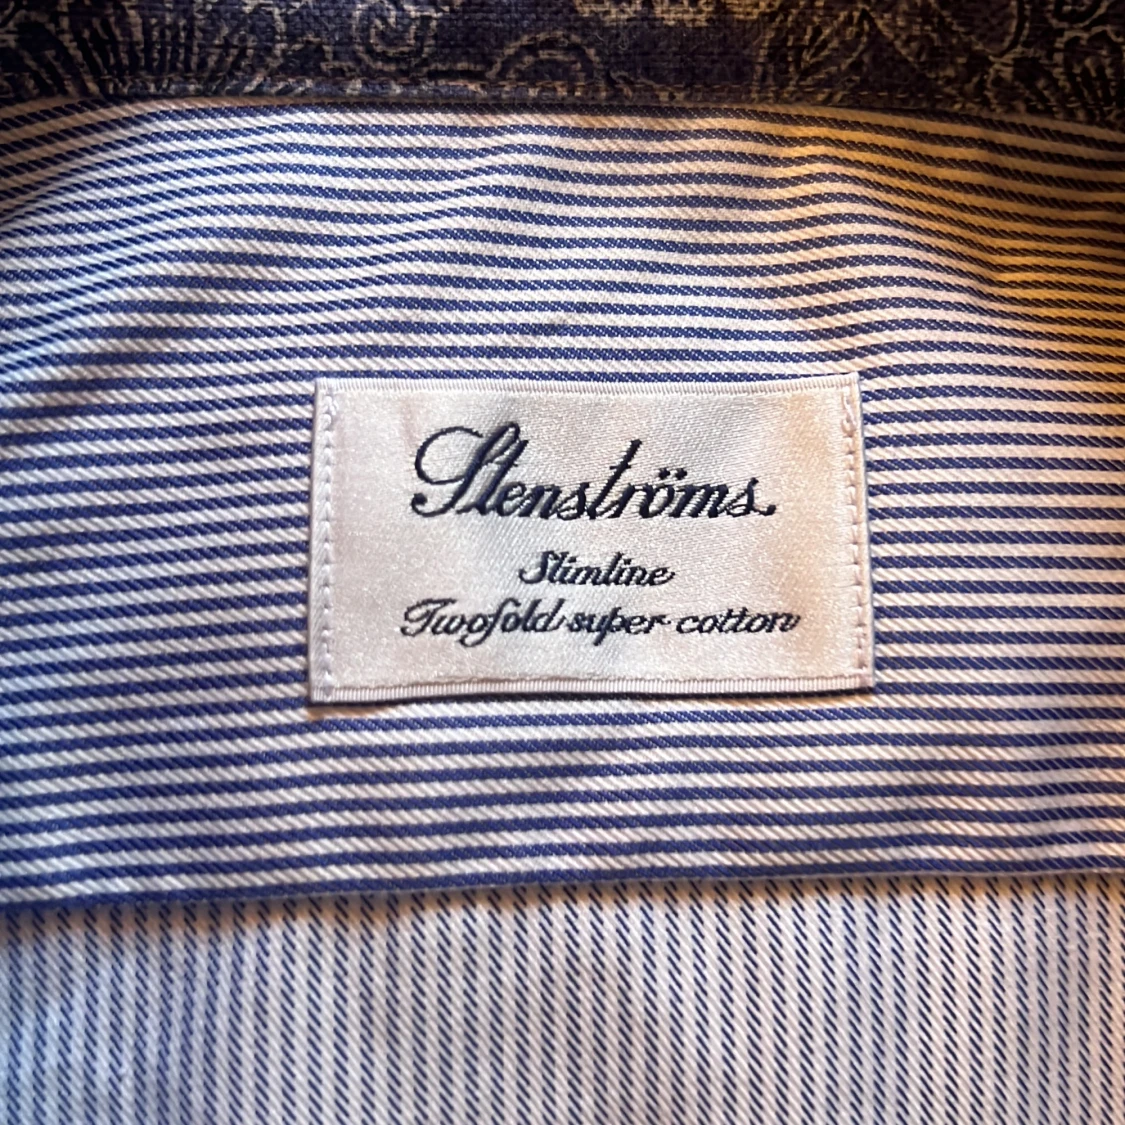 Stenströms
Slimline
Twofold super cotton